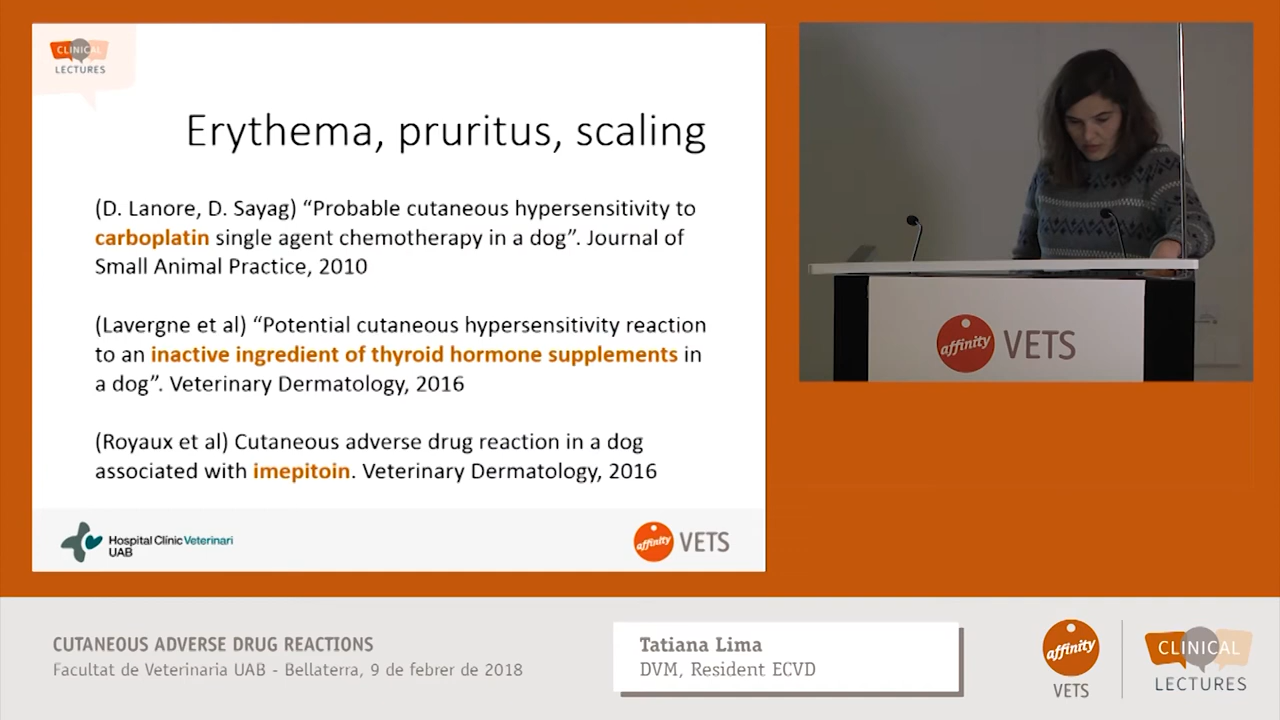 CLINICAL
LECTURES
Erythema, pruritus, scaling
(D. Lanore, D. Sayag) “Probable cutaneous hypersensitivity to
carboplatin single agent chemotherapy in a dog”. Journal of
Small Animal Practice, 2010
(Lavergne et al) “Potential cutaneous hypersensitivity reaction
to an inactive ingredient of thyroid hormone supplements in
a dog”. Veterinary Dermatology, 2016
(Royaux et al) Cutaneous adverse drug reaction in a dog
associated with imepitoin. Veterinary Dermatology, 2016
Hospital Clínic Veterinari
UAB
affinity VETS
affinity VETS
CUTANEOUS ADVERSE DRUG REACTIONS
Facultat de Veterinaria UAB - Bellaterra, 9 de febrer de 2018
Tatiana Lima
DVM, Resident ECVD
affinity
VETS
CLINICAL
LECTURES